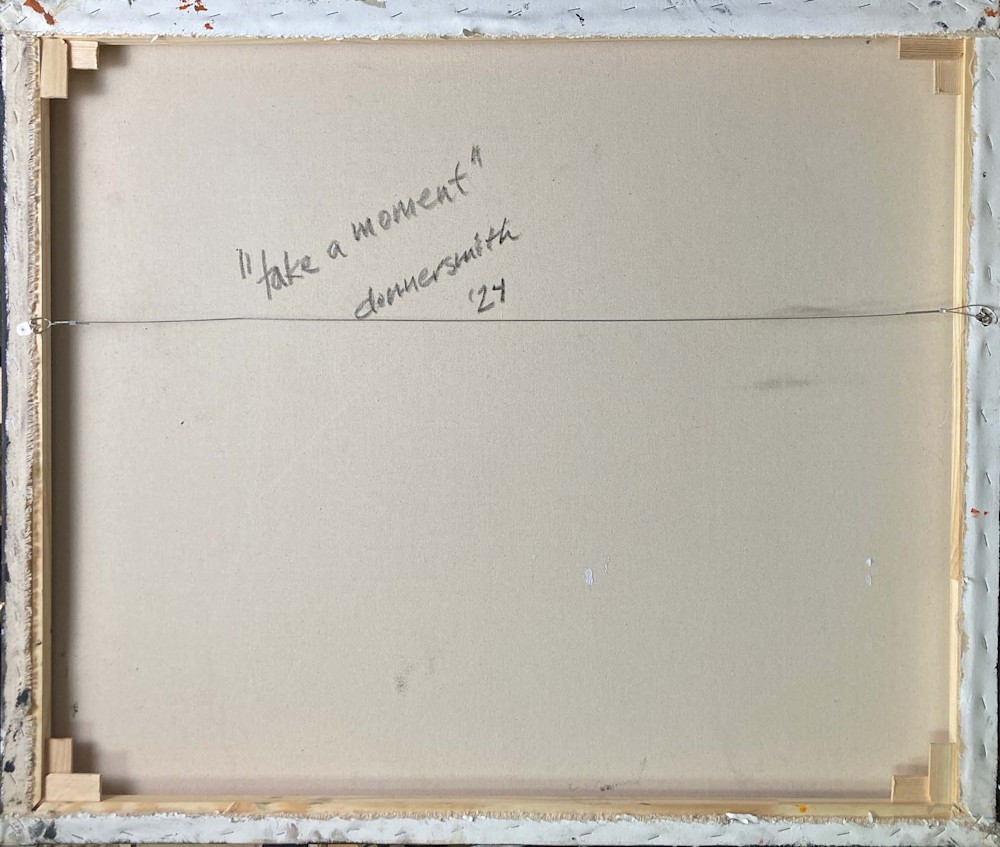 "take a moment"
donnersmith
'24